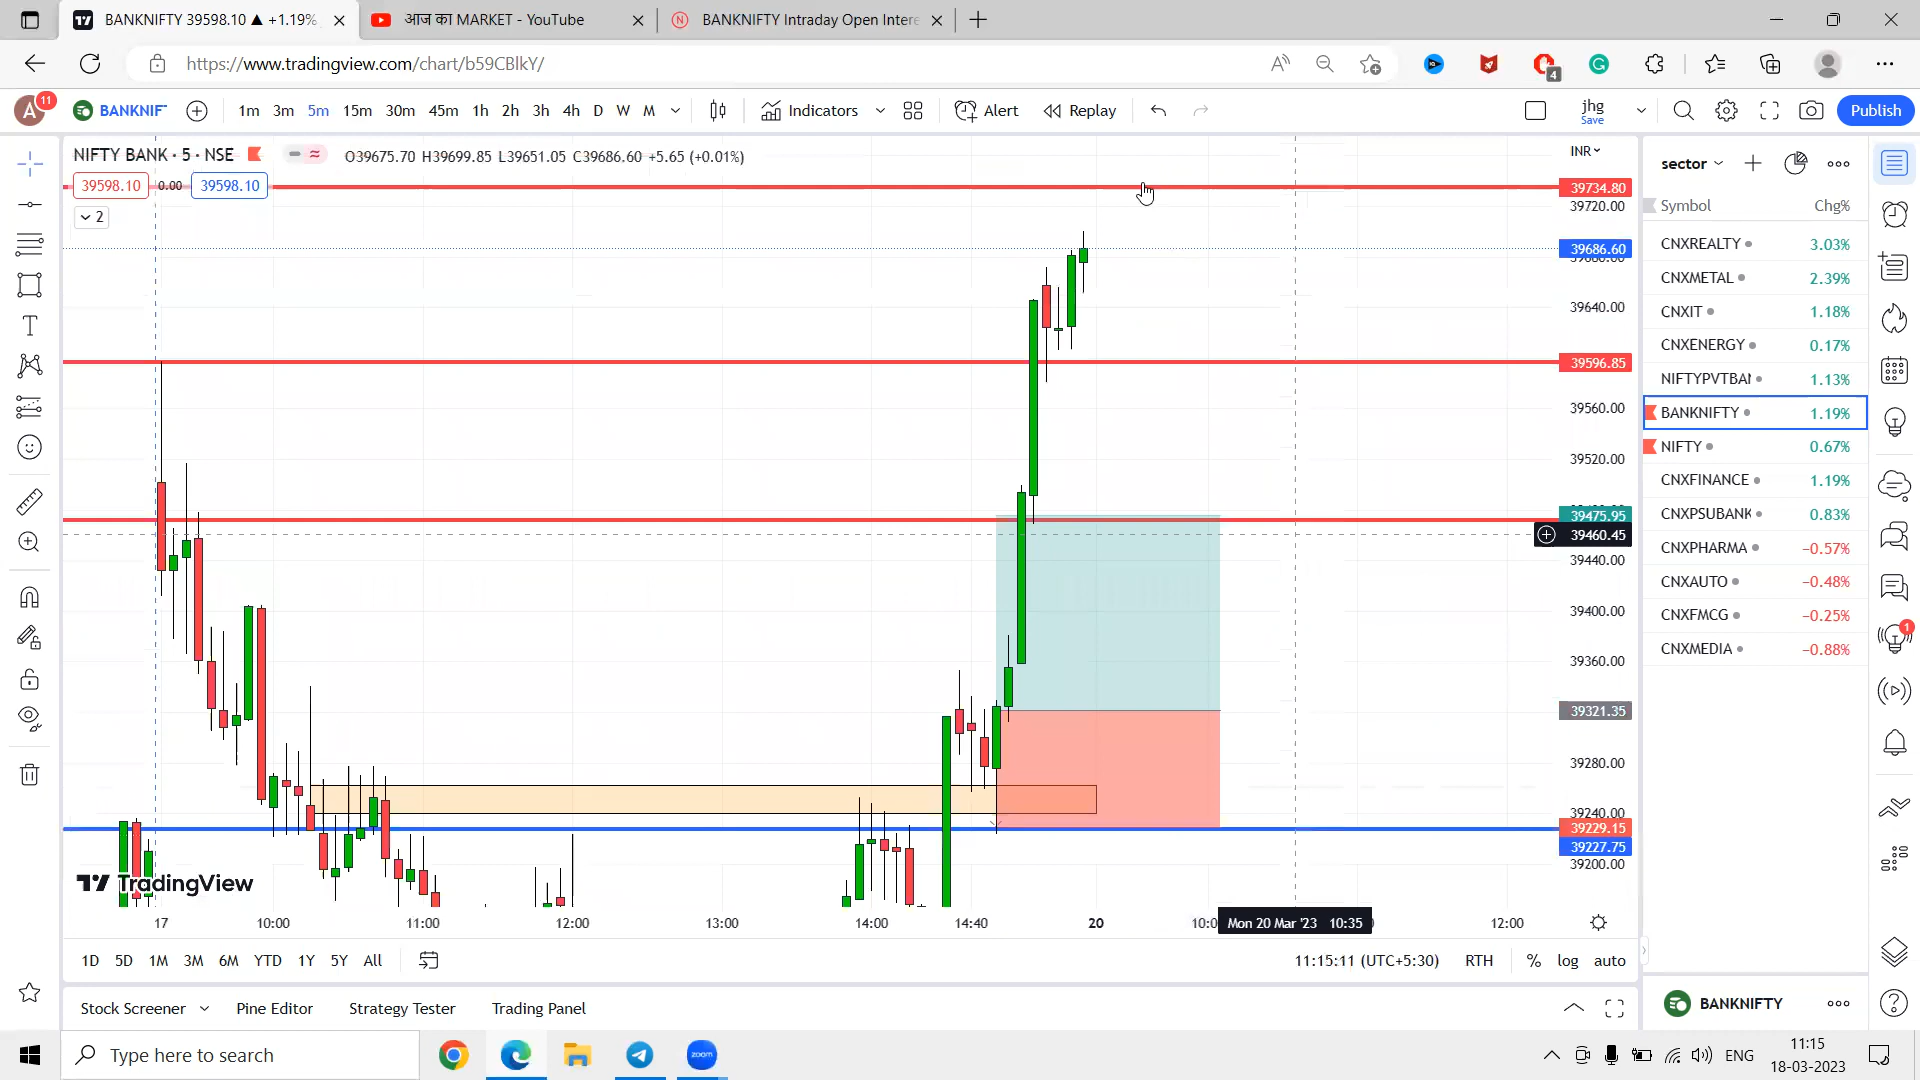 BANKNIFTY 39598.10 ▲ +1.19%
आज का MARKET - YouTube
BANKNIFTY Intraday Open Intere
https://www.tradingview.com/chart/b59CBlkY/
4
A
11
BANKNIF
1m 3m 5m 15m 30m 45m 1h 2h 3h 4h D W M
Indicators
Alert
Replay
jhg
Save
Publish
NIFTY BANK · 5 · NSE
O39675.70 H39699.85 L39651.05 C39686.60 +5.65 (+0.01%)
INR
39598.10 0.00 39598.10
2
39734.80
39720.00
39686.60
39640.00
39596.85
39560.00
39520.00
39475.95
39460.45
39440.00
39400.00
39360.00
39321.35
39280.00
39240.00
39229.15
39227.75
39200.00
TradingView
17 10:00 11:00 12:00 13:00 14:00 14:40 20 10:0 Mon 20 Mar '23 10:35 12:00
1D 5D 1M 3M 6M YTD 1Y 5Y All
11:15:11 (UTC+5:30) RTH % log auto
Stock Screener Pine Editor Strategy Tester Trading Panel
sector
Symbol Chg%
CNXREALTY 3.03%
CNXMETAL 2.39%
CNXIT 1.18%
CNXENERGY 0.17%
NIFTYPVTBAN 1.13%
BANKNIFTY 1.19%
NIFTY 0.67%
CNXFINANCE 1.19%
CNXPSUBANK 0.83%
CNXPHARMA −0.57%
CNXAUTO −0.48%
CNXFMCG −0.25%
CNXMEDIA −0.88%
1
BANKNIFTY
Type here to search
zoom
ENG
11:15
18-03-2023